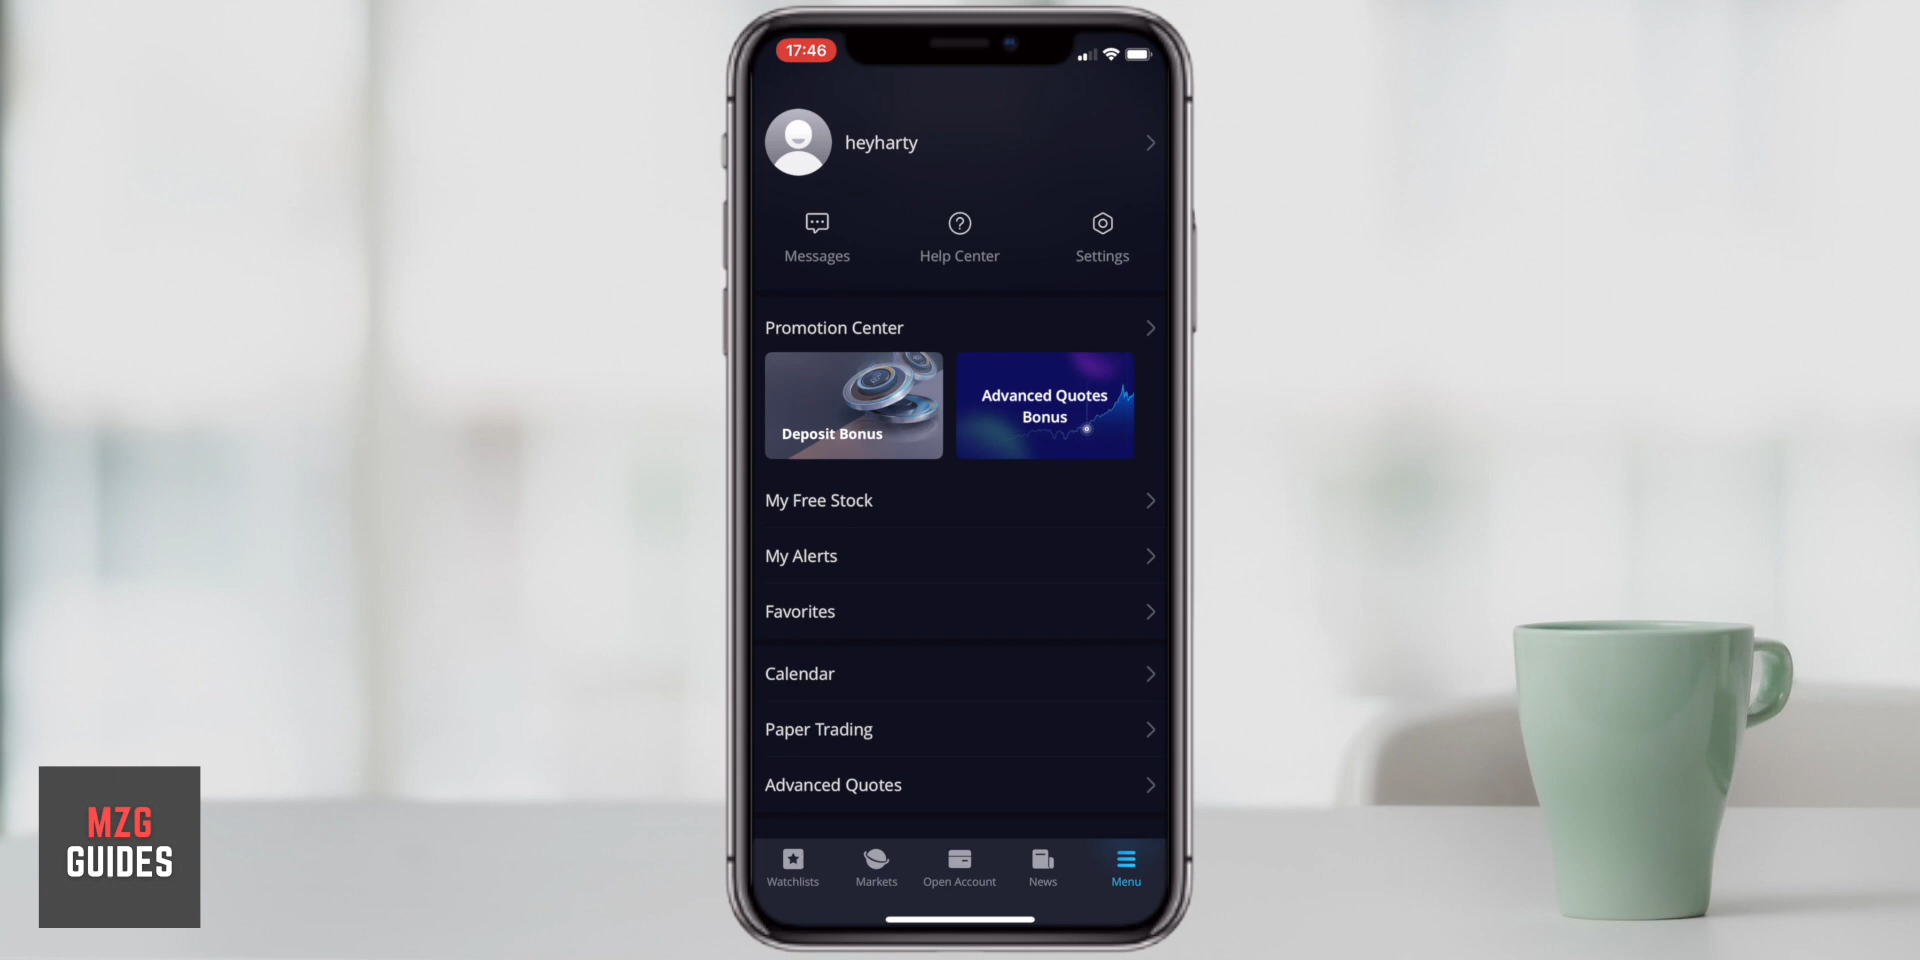 17:46
heyharty
Messages
Help Center
Settings
Promotion Center
Deposit Bonus
Advanced Quotes
Bonus
My Free Stock
My Alerts
Favorites
Calendar
Paper Trading
Advanced Quotes
Watchlists
Markets
Open Account
News
Menu
MZG
GUIDES